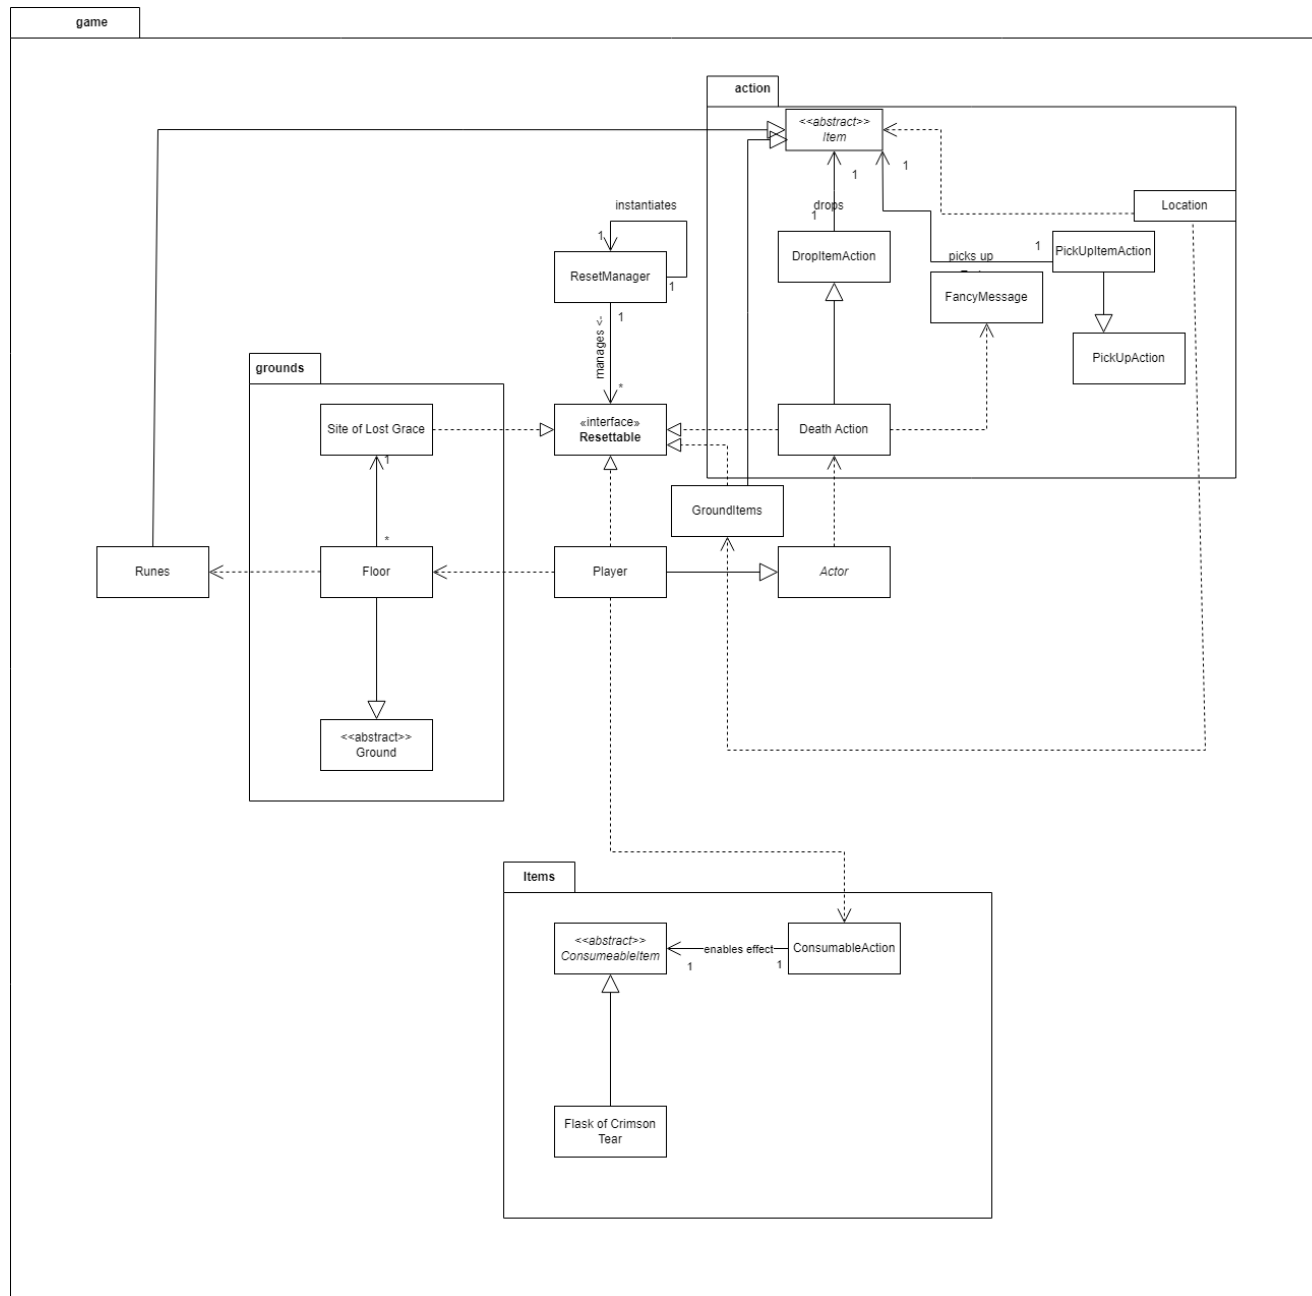 game
action
<<abstract>>
Item
1
1
instantiates
drops
1
Location
1
ResetManager
1
DropItemAction
1
picks up
PickUpItemAction
FancyMessage
manages <-
1
*
PickUpAction
grounds
Site of Lost Grace
1
«interface»
Resettable
Death Action
GroundItems
*
Runes
Floor
Player
Actor
<<abstract>>
Ground
Items
<<abstract>>
ConsumeableItem
enables effect
1
1
ConsumableAction
Flask of Crimson
Tear